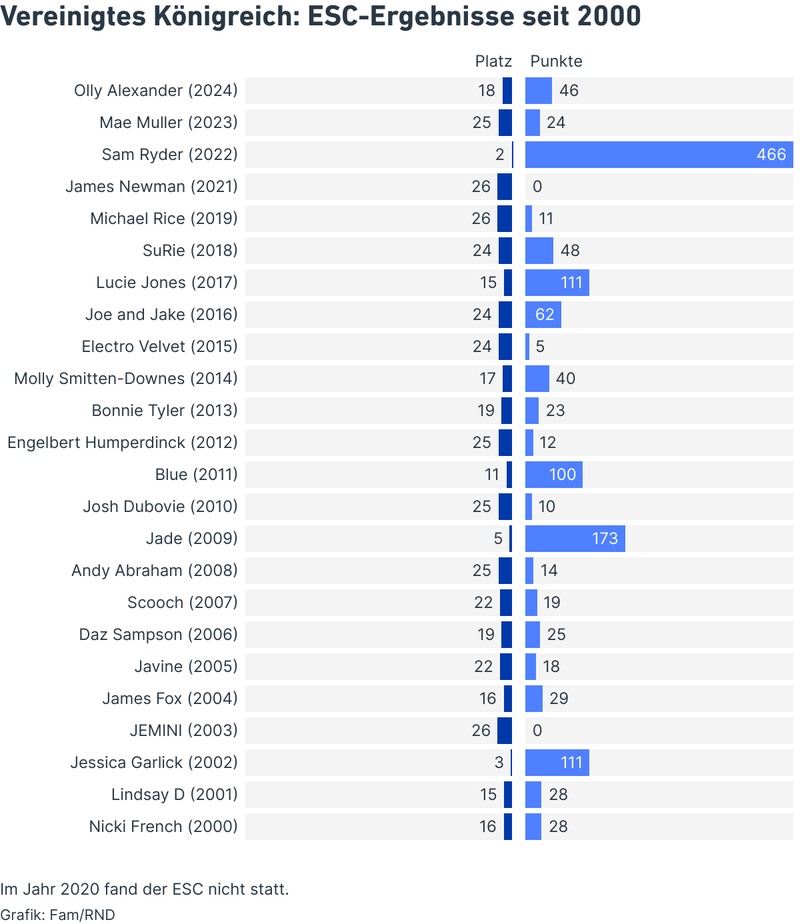 Vereinigtes Königreich: ESC-Ergebnisse seit 2000
Platz Punkte
Olly Alexander (2024) 18 46
Mae Muller (2023) 25 24
Sam Ryder (2022) 2 466
James Newman (2021) 26 0
Michael Rice (2019) 26 11
SuRie (2018) 24 48
Lucie Jones (2017) 15 111
Joe and Jake (2016) 24 62
Electro Velvet (2015) 24 5
Molly Smitten-Downes (2014) 17 40
Bonnie Tyler (2013) 19 23
Engelbert Humperdinck (2012) 25 12
Blue (2011) 11 100
Josh Dubovie (2010) 25 10
Jade (2009) 5 173
Andy Abraham (2008) 25 14
Scooch (2007) 22 19
Daz Sampson (2006) 19 25
Javine (2005) 22 18
James Fox (2004) 16 29
JEMINI (2003) 26 0
Jessica Garlick (2002) 3 111
Lindsay D (2001) 15 28
Nicki French (2000) 16 28
Im Jahr 2020 fand der ESC nicht statt.
Grafik: Fam/RND